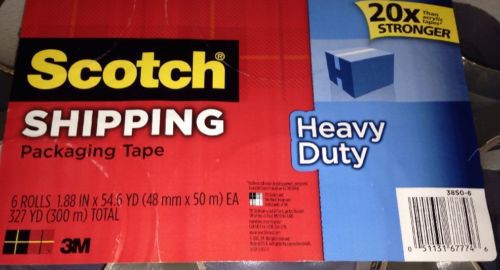 20x Than acrylic tapes*
STRONGER
Scotch®
SHIPPING
Packaging Tape
Heavy
Duty
6 ROLLS 1.88 IN x 54.6 YD (48 mm x 50 m) EA
327 YD (300 m) TOTAL
3M
3850-6
0 51131 67774 6